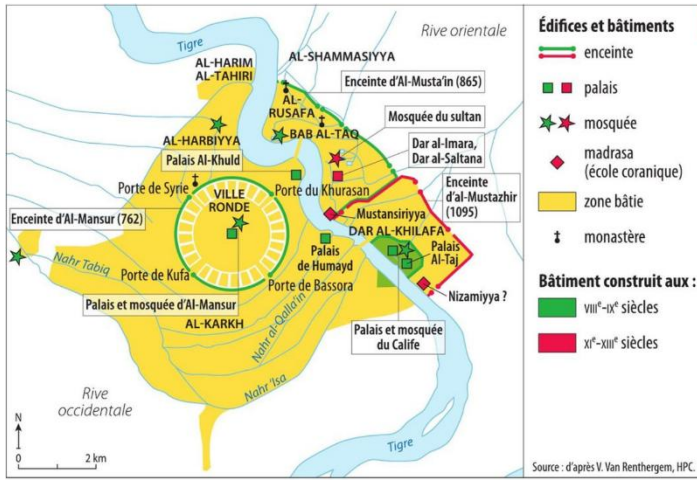 Rive orientale
Tigre
AL-SHAMMASIYYA
AL-HARIM
AL-TAHIRI
Enceinte d'Al-Musta'in (865)
AL-
RUSAFA
Mosquée du sultan
BAB AL-TAQ
AL-HARBIYYA
Dar al-Imara,
Dar al-Saltana
Palais Al-Khuld
Porte de Syrie
Porte du Khurasan
Enceinte
d'al-Mustazhir
(1095)
VILLE
RONDE
Enceinte d'Al-Mansur (762)
Mustansiriyya
DAR AL-KHILAFA
Nahr Tabiq
Palais
de Humayd
Palais
Al-Taj
Porte de Kufa
Porte de Bassora
Nizamiyya ?
Palais et mosquée d'Al-Mansur
AL-KARKH
Nahr al-Qalla'in
Palais et mosquée
du Calife
Nahr 'Isa
Rive
occidentale
N
2 km
Tigre
Édifices et bâtiments
enceinte
palais
mosquée
madrasa
(école coranique)
zone bâtie
monastère
Bâtiment construit aux :
VIIIe-IXe siècles
XIe-XIIIe siècles
Source : d'après V. Van Renthergem, HPC.